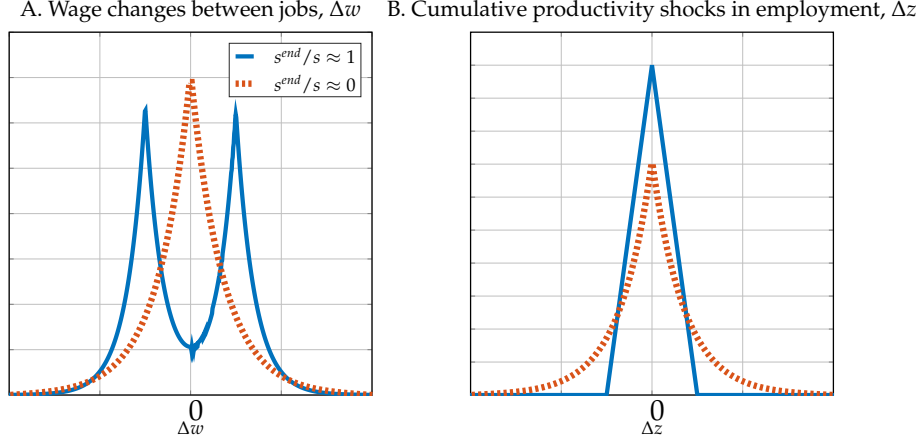 A. Wage changes between jobs, Δw
B. Cumulative productivity shocks in employment, Δz
s^{end}/s ≈ 1
s^{end}/s ≈ 0
0
Δw
0
Δz